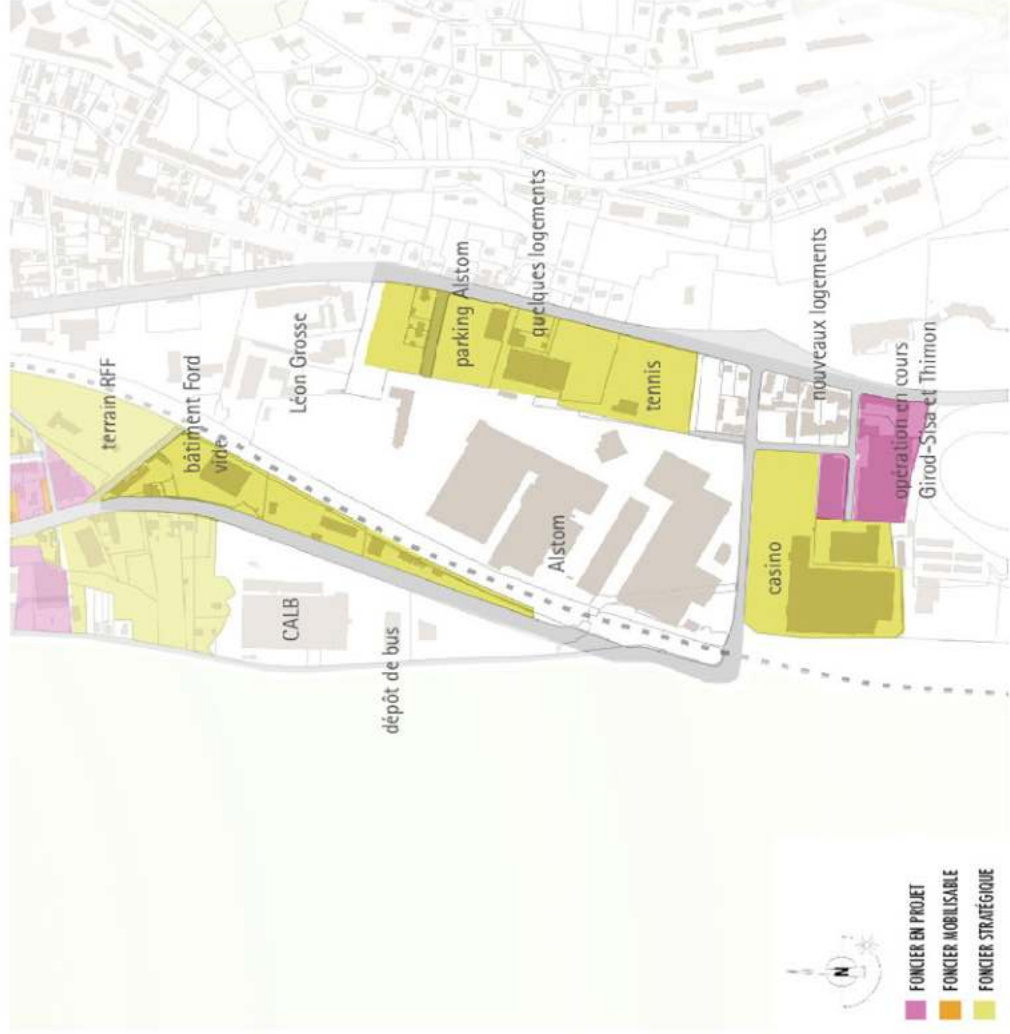 terrain RFF
bâtiment Ford
vide
Léon Grosse
parking Alstom
quelques logements
CALB
dépôt de bus
Alstom
tennis
nouveaux logements
casino
opération en cours
Girod-Sisa et Thimon
N
FONCIER EN PROJET
FONCIER MOBILISABLE
FONCIER STRATÉGIQUE